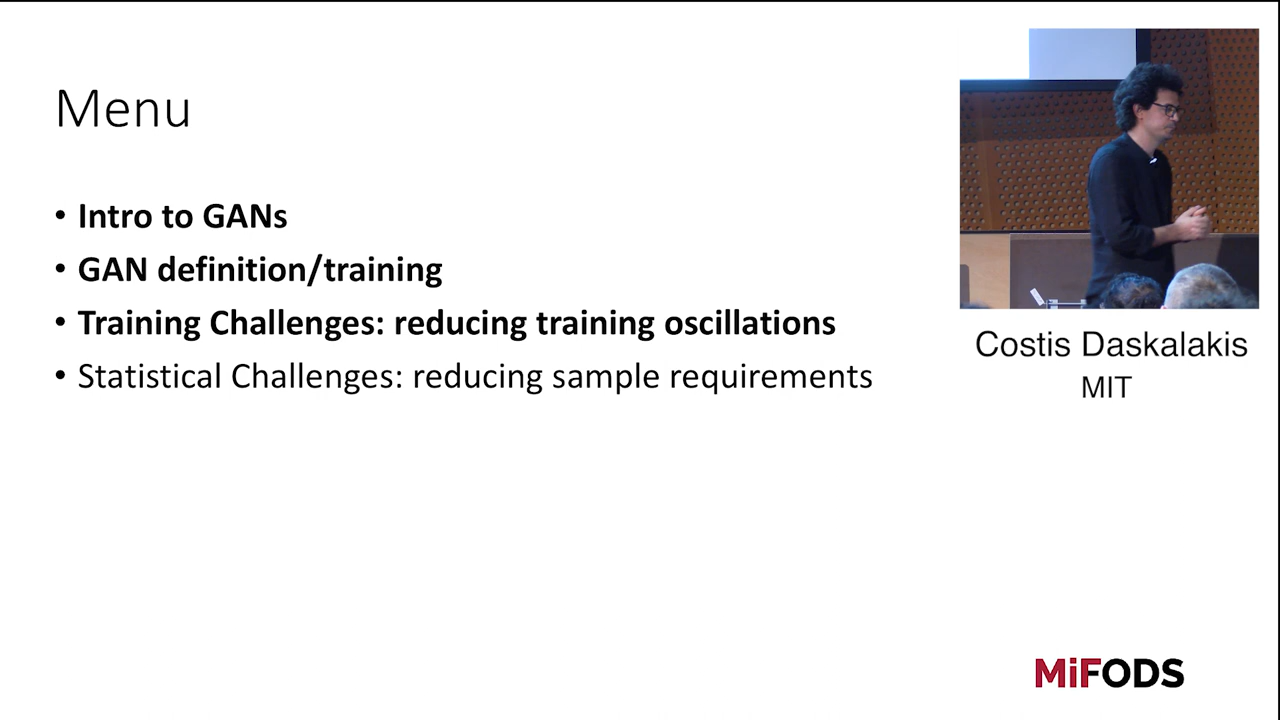 Menu
• Intro to GANs
• GAN definition/training
• Training Challenges: reducing training oscillations
• Statistical Challenges: reducing sample requirements
Costis Daskalakis
MIT
MiFODS